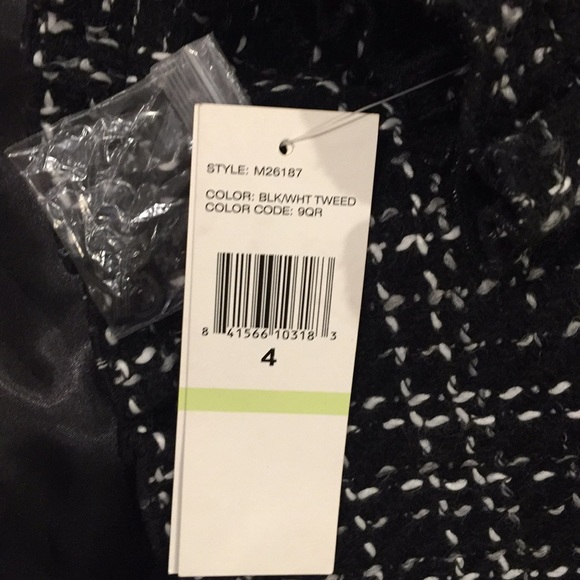 STYLE: M26187
COLOR: BLK/WHT TWEED
COLOR CODE: 9QR
8 41566 10318 3
4